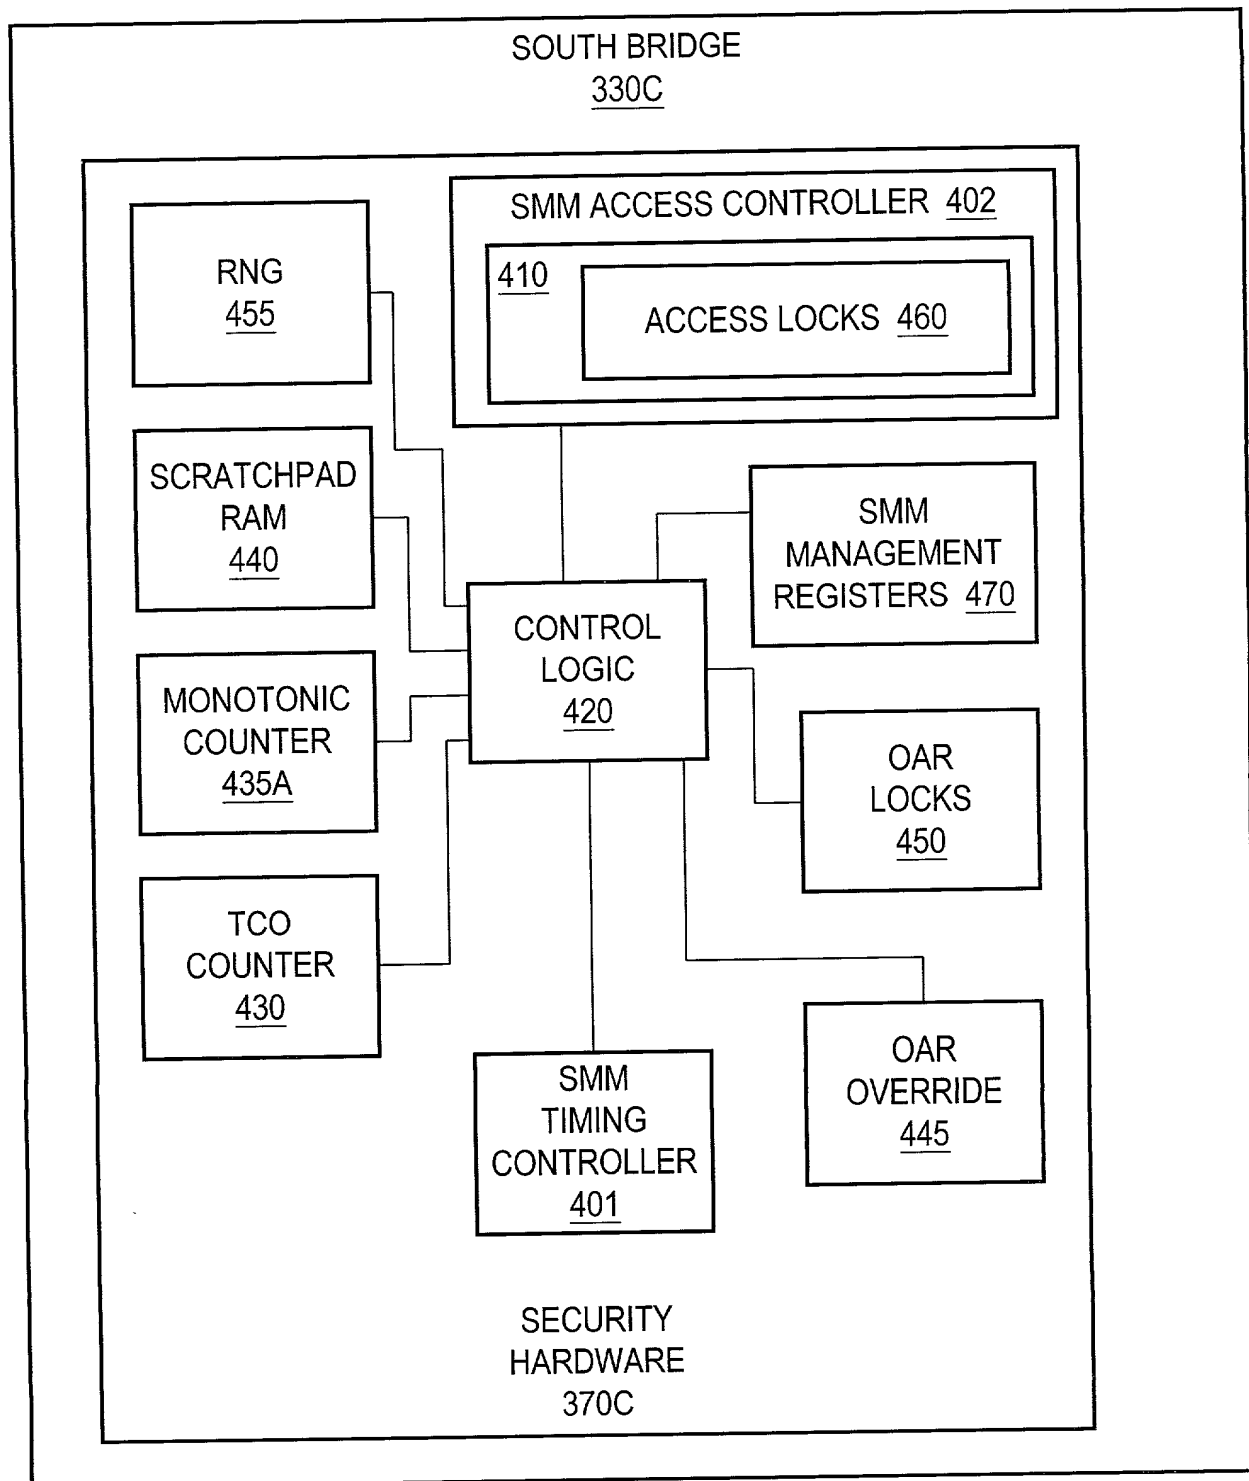 SOUTH BRIDGE
330C
SMM ACCESS CONTROLLER 402
410
ACCESS LOCKS 460
RNG
455
SCRATCHPAD
RAM
440
MONOTONIC
COUNTER
435A
TCO
COUNTER
430
CONTROL
LOGIC
420
SMM
MANAGEMENT
REGISTERS 470
OAR
LOCKS
450
OAR
OVERRIDE
445
SMM
TIMING
CONTROLLER
401
SECURITY
HARDWARE
370C